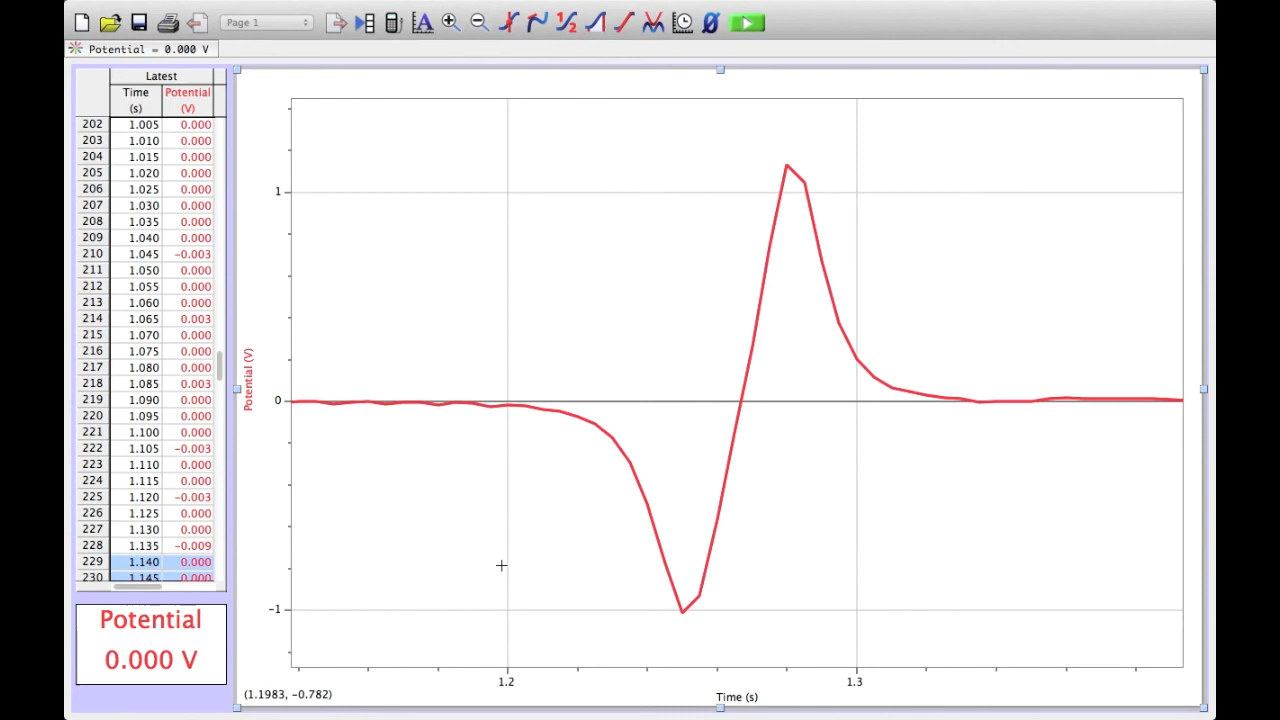 Page 1
Potential = 0.000 V
Latest
Time Potential
(s) (V)
202 1.005 0.000
203 1.010 0.000
204 1.015 0.000
205 1.020 0.000
206 1.025 0.000
207 1.030 0.000
208 1.035 0.000
209 1.040 0.000
210 1.045 −0.003
211 1.050 0.000
212 1.055 0.000
213 1.060 0.000
214 1.065 0.003
215 1.070 0.000
216 1.075 0.000
217 1.080 0.000
218 1.085 0.003
219 1.090 0.000
220 1.095 0.000
221 1.100 0.000
222 1.105 −0.003
223 1.110 0.000
224 1.115 0.000
225 1.120 −0.003
226 1.125 0.000
227 1.130 0.000
228 1.135 −0.009
229 1.140 0.000
230 1.145 0.000
Potential
0.000 V
Potential (V)
1
0
-1
1.2 1.3
Time (s)
(1.1983, -0.782)